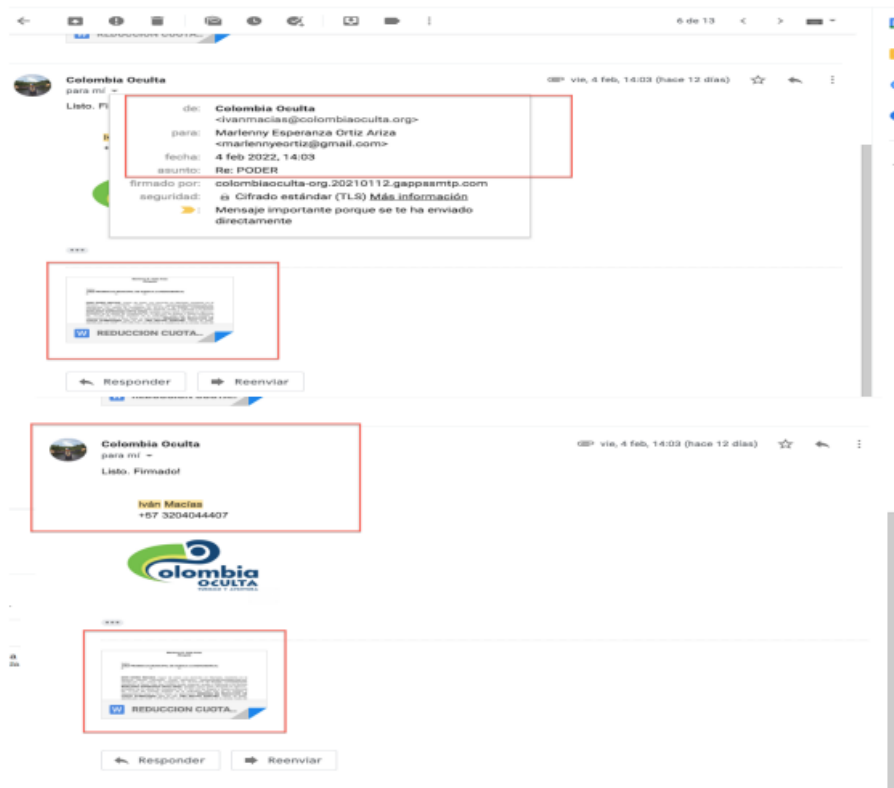 6 de 13
REDUCCION CUOTA...
Colombia Oculta
vie, 4 feb, 14:03 (hace 12 días)
para mí
Listo. Fi
de: Colombia Oculta
<ivanmacias@colombiaoculta.org>
para: Marlenny Esperanza Ortiz Ariza
<marlennyeortiz@gmail.com>
fecha: 4 feb 2022, 14:03
asunto: Re: PODER
firmado por: colombiaoculta-org.20210112.gappssmtp.com
seguridad: Cifrado estándar (TLS) Más información
: Mensaje importante porque se te ha enviado
directamente
W REDUCCION CUOTA...
Responder
Reenviar
Colombia Oculta
vie, 4 feb, 14:03 (hace 12 días)
para mí
Listo. Firmado!
Iván Macías
+57 3204044407
Colombia
OCULTA
W REDUCCION CUOTA...
Responder
Reenviar